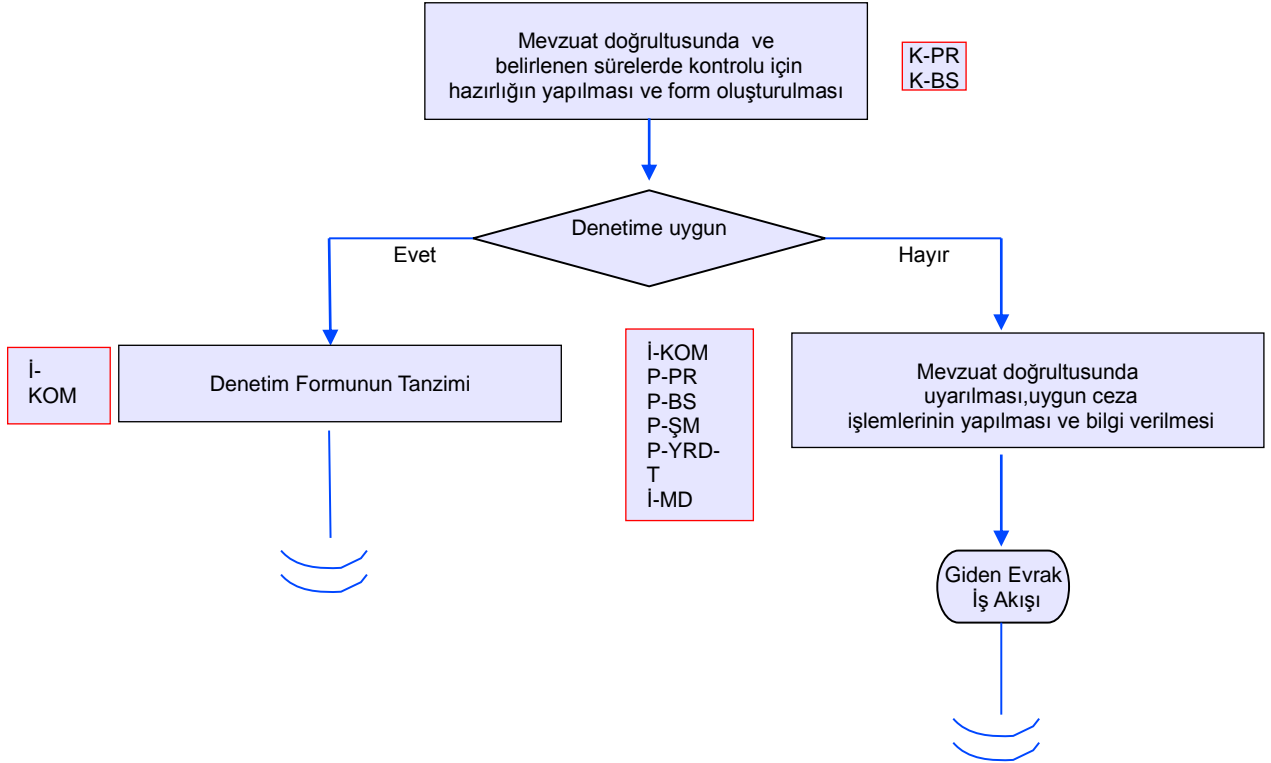 Mevzuat doğrultusunda ve
belirlenen sürelerde kontrolu için
hazırlığın yapılması ve form oluşturulması
K-PR
K-BS
Denetime uygun
Evet
Hayır
İ-
KOM
Denetim Formunun Tanzimi
İ-KOM
P-PR
P-BS
P-ŞM
P-YRD-
T
İ-MD
Mevzuat doğrultusunda
uyarılması,uygun ceza
işlemlerinin yapılması ve bilgi verilmesi
Giden Evrak
İş Akışı